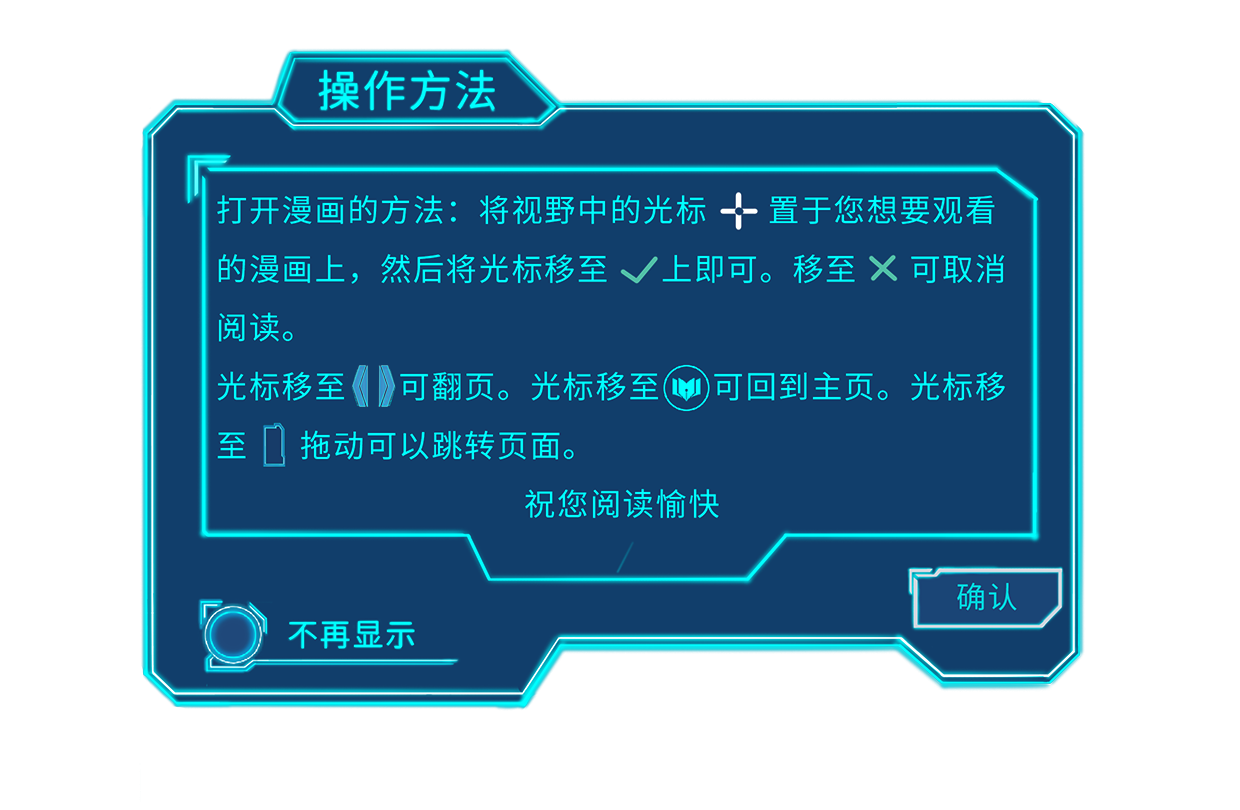 操作方法
打开漫画的方法：将视野中的光标 置于您想要观看
的漫画上，然后将光标移至 上即可。移至 可取消
阅读。
光标移至 可翻页。光标移至 可回到主页。光标移
至 拖动可以跳转页面。
祝您阅读愉快
确认
不再显示